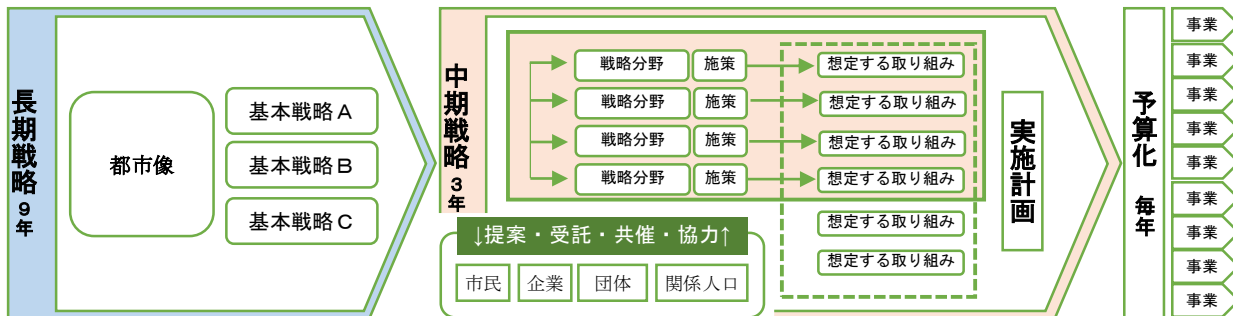 長期戦略 9年
都市像
基本戦略A
基本戦略B
基本戦略C
中期戦略 3年
戦略分野 施策 想定する取り組み
戦略分野 施策 想定する取り組み
戦略分野 施策 想定する取り組み
戦略分野 施策 想定する取り組み
想定する取り組み
想定する取り組み
↓提案・受託・共催・協力↑
市民 企業 団体 関係人口
実施計画
予算化 毎年
事業
事業
事業
事業
事業
事業
事業
事業
事業